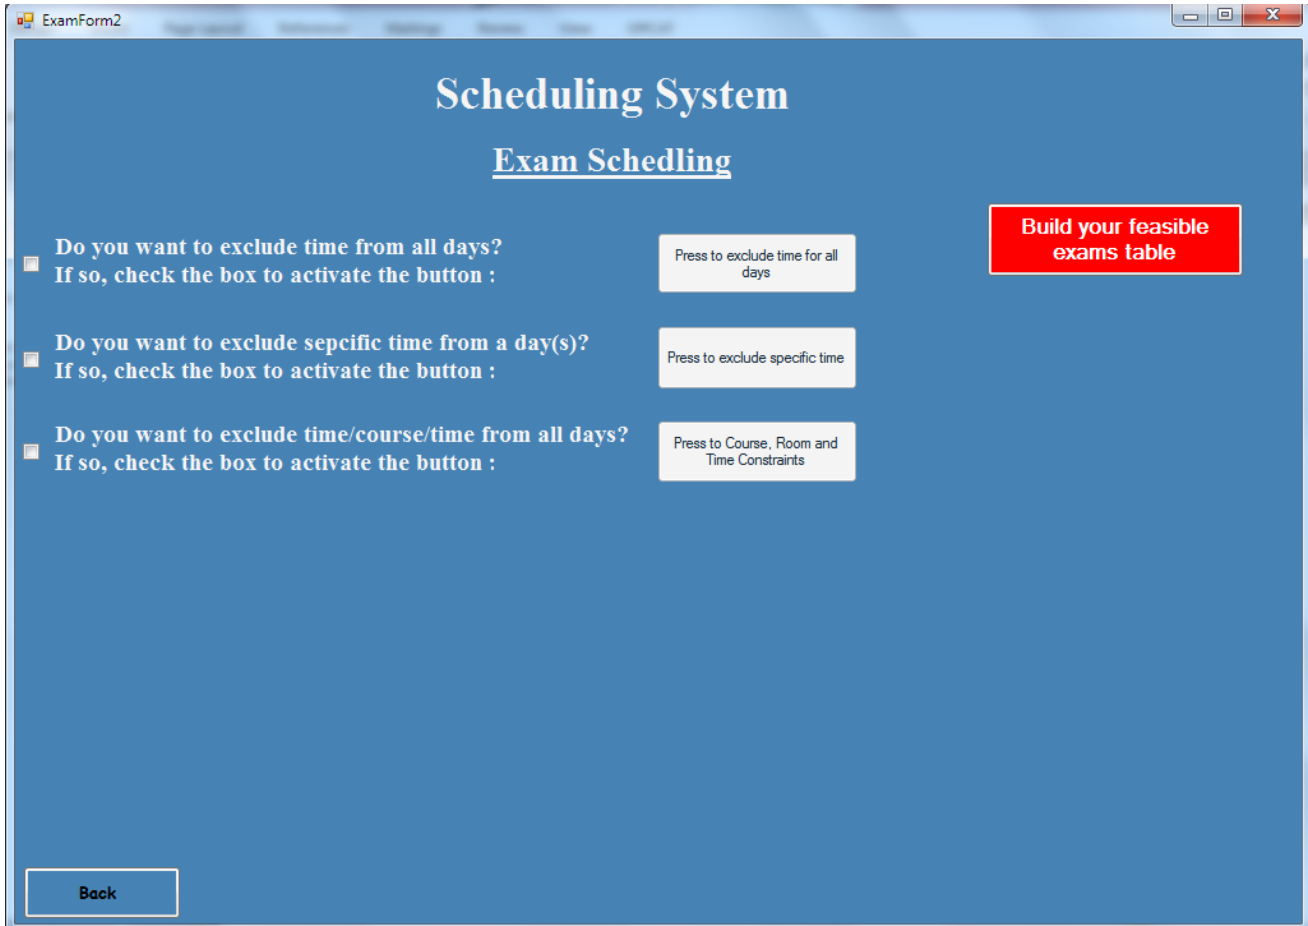 ExamForm2
Scheduling System
Exam Schedling
Build your feasible
exams table
Do you want to exclude time from all days?
If so, check the box to activate the button :
Press to exclude time for all
days
Do you want to exclude sepcific time from a day(s)?
If so, check the box to activate the button :
Press to exclude specific time
Do you want to exclude time/course/time from all days?
If so, check the box to activate the button :
Press to Course, Room and
Time Constraints
Back